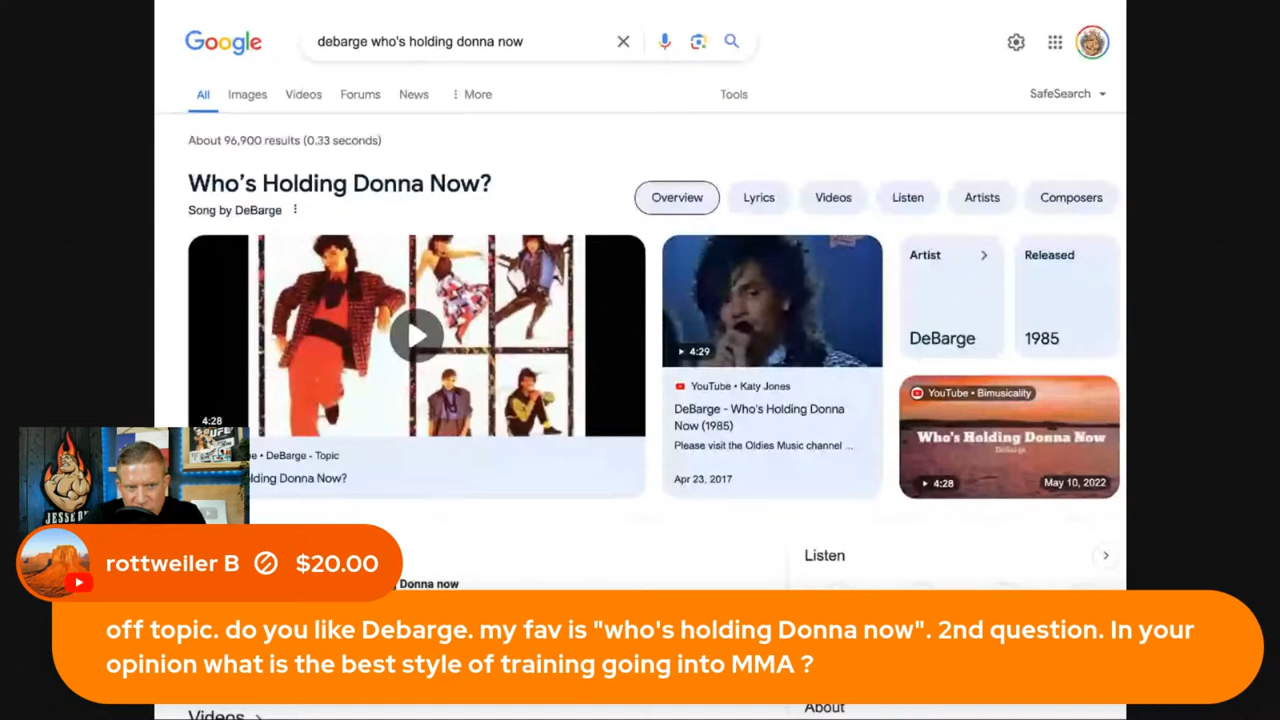 Google
debarge who's holding donna now
All Images Videos Forums News More Tools SafeSearch
About 96,900 results (0.33 seconds)
Who's Holding Donna Now?
Song by DeBarge
Overview Lyrics Videos Listen Artists Composers
4:28
4:29
YouTube • Katy Jones
DeBarge - Who's Holding Donna
Now (1985)
Please visit the Oldies Music channel ...
Apr 23, 2017
Artist
DeBarge
Released
1985
YouTube • Bimusicality
Who's Holding Donna Now
DeBarge
4:28 May 10, 2022
• DeBarge - Topic
Donna Now?
UFC
JESSE
Donna now
Listen
rottweiler B $20.00
off topic. do you like Debarge. my fav is "who's holding Donna now". 2nd question. In your
opinion what is the best style of training going into MMA ?
Videos
About